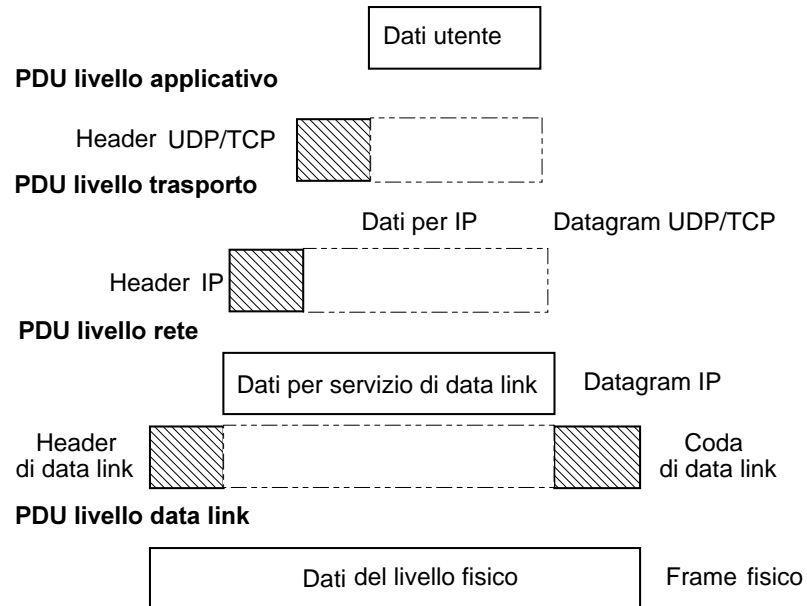 Dati utente
PDU livello applicativo
Header UDP/TCP
PDU livello trasporto
Dati per IP Datagram UDP/TCP
Header IP
PDU livello rete
Dati per servizio di data link Datagram IP
Header
di data link
Coda
di data link
PDU livello data link
Dati del livello fisico Frame fisico